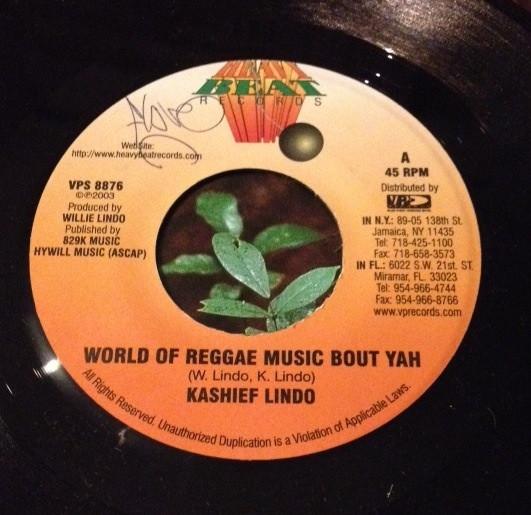 BEAT
RECORDS
Website:
http://www.heavybeatrecords.com
VPS 8876
©℗2003
Produced by
WILLIE LINDO
Published by
829K MUSIC
HYWILL MUSIC (ASCAP)
A
45 RPM
Distributed by
VP
IN N.Y.: 89-05 138th St.
Jamaica, NY 11435
Tel: 718-425-1100
Fax: 718-658-3573
IN FL.: 6022 S.W. 21st. ST.
Miramar, FL. 33023
Tel: 954-966-4744
Fax: 954-966-8766
www.vprecords.com
WORLD OF REGGAE MUSIC BOUT YAH
(W. Lindo, K. Lindo)
KASHIEF LINDO
All Rights Reserved. Unauthorized Duplication is a Violation of Applicable Laws.